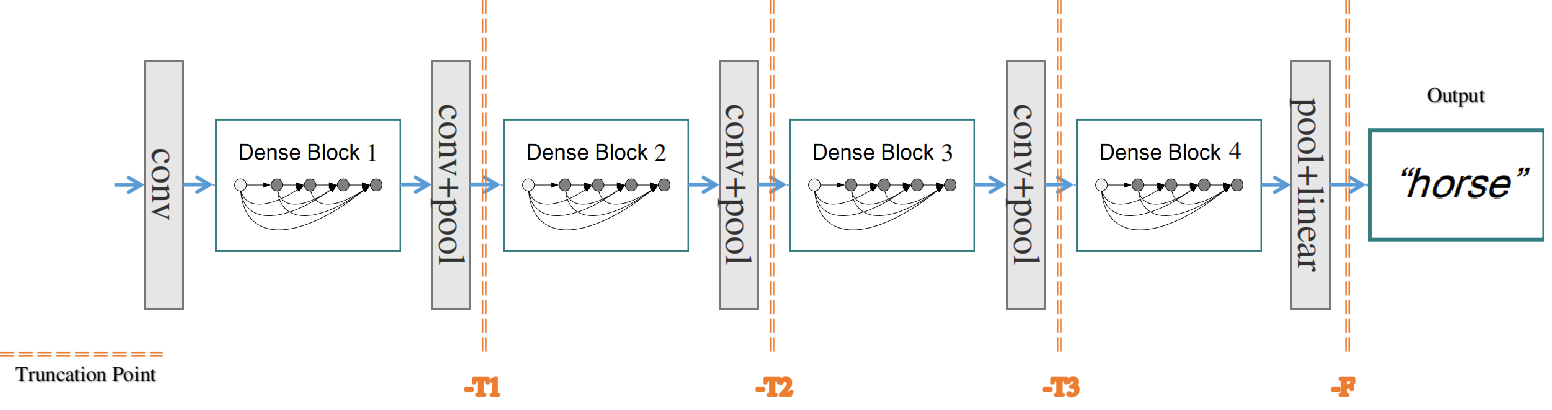 conv
Dense Block 1
conv+pool
Dense Block 2
conv+pool
Dense Block 3
conv+pool
Dense Block 4
pool+linear
Output
“horse”
Truncation Point
-T1
-T2
-T3
-F